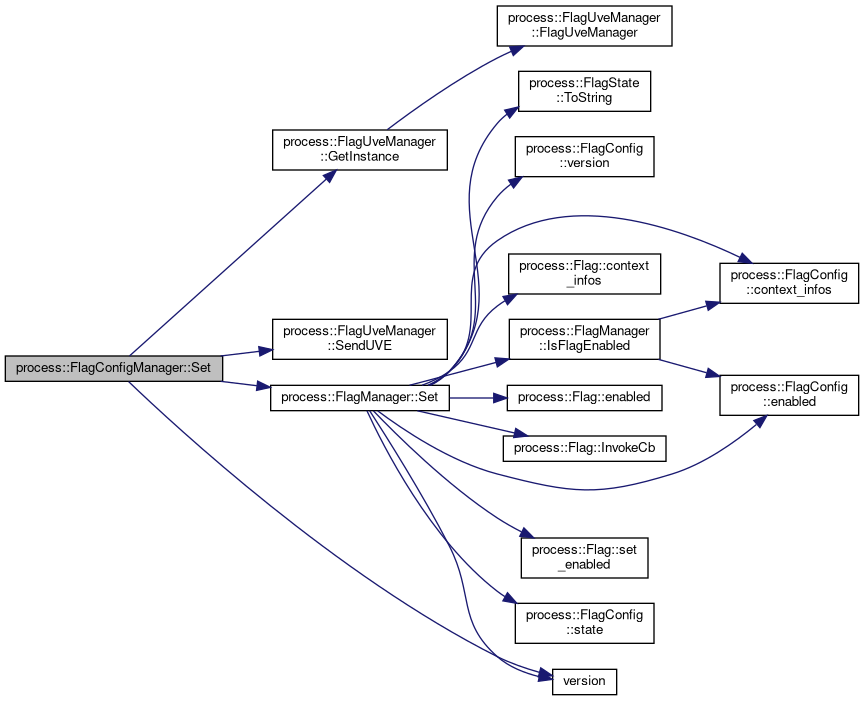 process::FlagUveManager
::FlagUveManager
process::FlagState
::ToString
process::FlagUveManager
::GetInstance
process::FlagConfig
::version
process::Flag::context
_infos
process::FlagConfig
::context_infos
process::FlagUveManager
::SendUVE
process::FlagManager
::IsFlagEnabled
process::FlagConfigManager::Set
process::FlagManager::Set
process::Flag::enabled
process::FlagConfig
::enabled
process::Flag::InvokeCb
process::Flag::set
_enabled
process::FlagConfig
::state
version